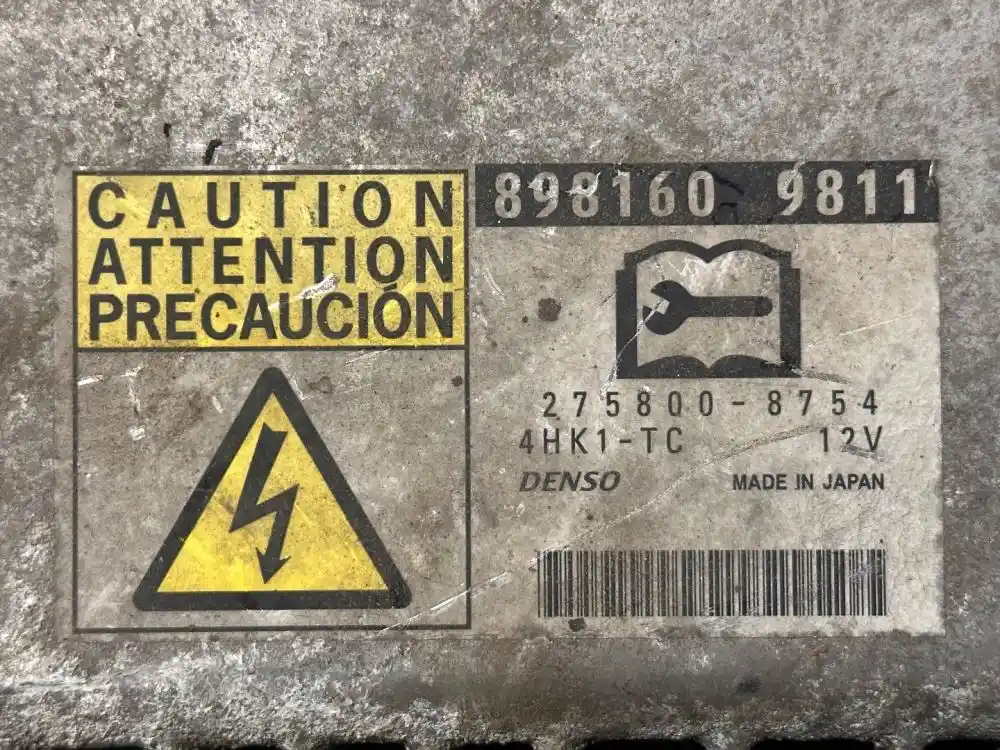 CAUTION
ATTENTION
PRECAUCIÓN
898160 9811
275800-8754
4HK1-TC 12V
DENSO MADE IN JAPAN